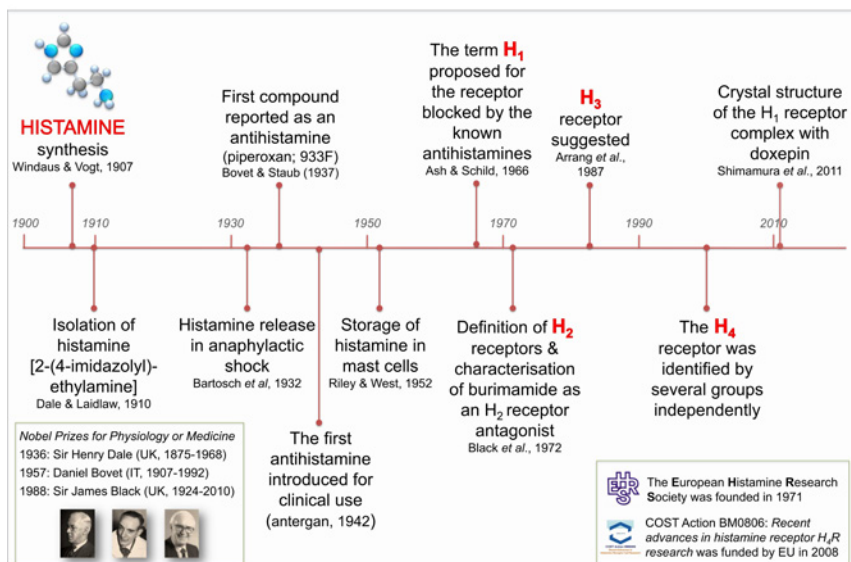 HISTAMINE
synthesis
Windaus & Vogt, 1907
First compound
reported as an
antihistamine
(piperoxan; 933F)
Bovet & Staub (1937)
The term H₁
proposed for
the receptor
blocked by the
known
antihistamines
Ash & Schild, 1966
H₃
receptor
suggested
Arrang et al.,
1987
Crystal structure
of the H₁ receptor
complex with
doxepin
Shimamura et al., 2011
1900
1910
1930
1950
1970
1990
2010
Isolation of
histamine
[2-(4-imidazolyl)-
ethylamine]
Dale & Laidlaw, 1910
Histamine release
in anaphylactic
shock
Bartosch et al, 1932
The first
antihistamine
introduced for
clinical use
(antergan, 1942)
Storage of
histamine in
mast cells
Riley & West, 1952
Definition of H₂
receptors &
characterisation
of burimamide as
an H₂ receptor
antagonist
Black et al., 1972
The H₄
receptor was
identified by
several groups
independently
Nobel Prizes for Physiology or Medicine
1936: Sir Henry Dale (UK, 1875-1968)
1957: Daniel Bovet (IT, 1907-1992)
1988: Sir James Black (UK, 1924-2010)
EHRS
The European Histamine Research
Society was founded in 1971
COST Action BM0806: Recent
advances in histamine receptor H₄R
research was funded by EU in 2008